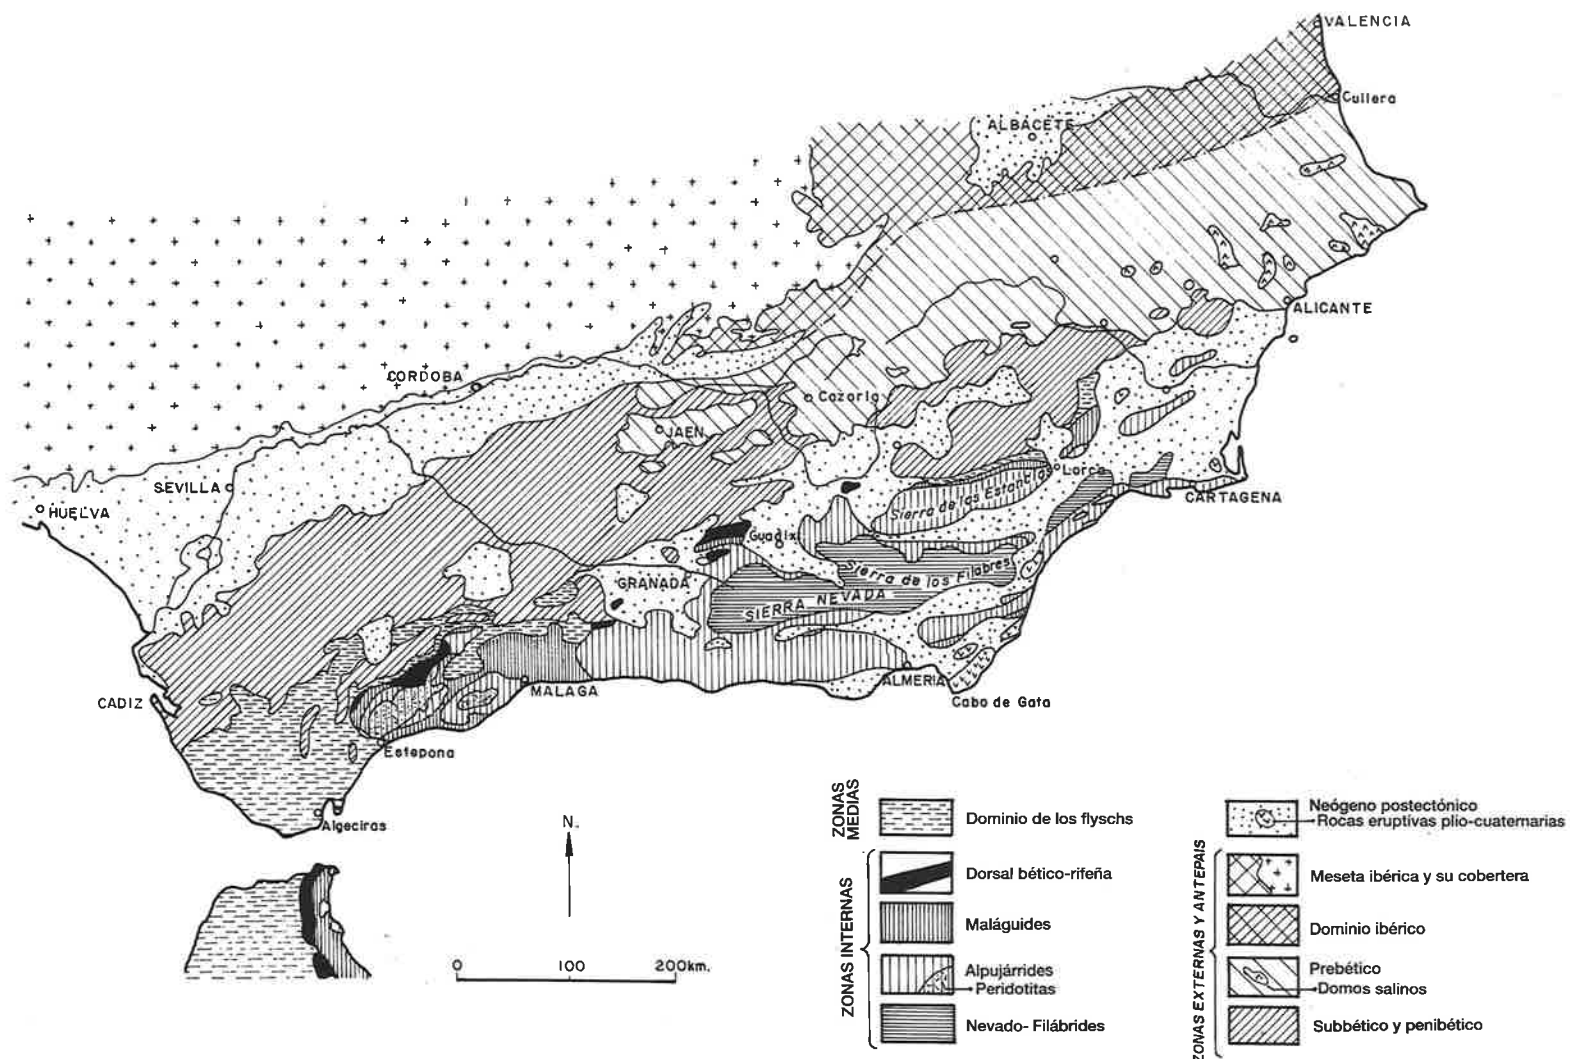 VALENCIA
Cullera
ALBACETE
ALICANTE
CORDOBA
Cazorla
JAEN
SEVILLA
HUELVA
Lorca
Sierra de las Estancias
CARTAGENA
Guadix
Sierra de los Filabres
GRANADA
SIERRA NEVADA
MALAGA
ALMERIA
CADIZ
Cabo de Gata
Estepona
Algeciras
N.
0 100 200km.
ZONAS MEDIAS
Dominio de los flyschs
ZONAS INTERNAS
Dorsal bético-rifeña
Maláguides
Alpujárrides
Peridotitas
Nevado-Filábrides
Neógeno postectónico
Rocas eruptivas plio-cuaternarias
ZONAS EXTERNAS Y ANTEPAIS
Meseta ibérica y su cobertera
Dominio ibérico
Prebético
Domos salinos
Subbético y penibético